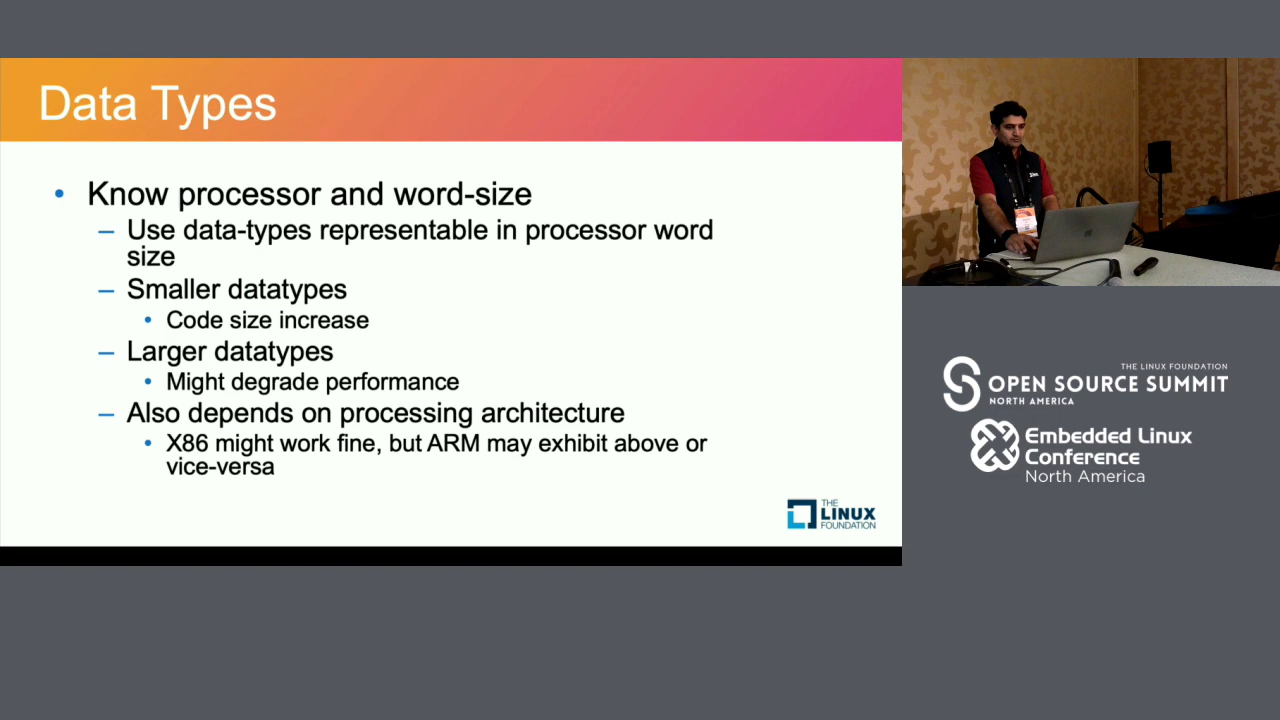 Data Types
• Know processor and word-size
– Use data-types representable in processor word
size
– Smaller datatypes
• Code size increase
– Larger datatypes
• Might degrade performance
– Also depends on processing architecture
• X86 might work fine, but ARM may exhibit above or
vice-versa
THE
LINUX
FOUNDATION
THE LINUX FOUNDATION
OPEN SOURCE SUMMIT
NORTH AMERICA
Embedded Linux
Conference
North America